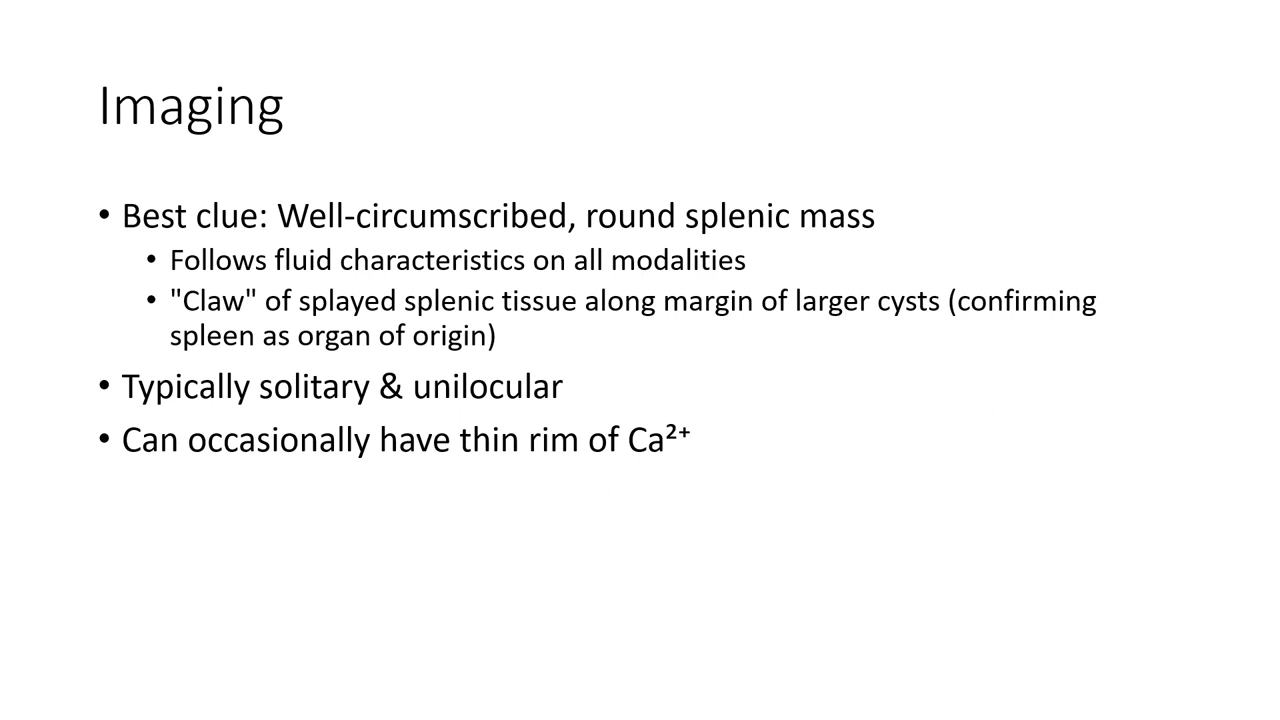 Imaging
• Best clue: Well-circumscribed, round splenic mass
• Follows fluid characteristics on all modalities
• "Claw" of splayed splenic tissue along margin of larger cysts (confirming
spleen as organ of origin)
• Typically solitary & unilocular
• Can occasionally have thin rim of Ca²⁺